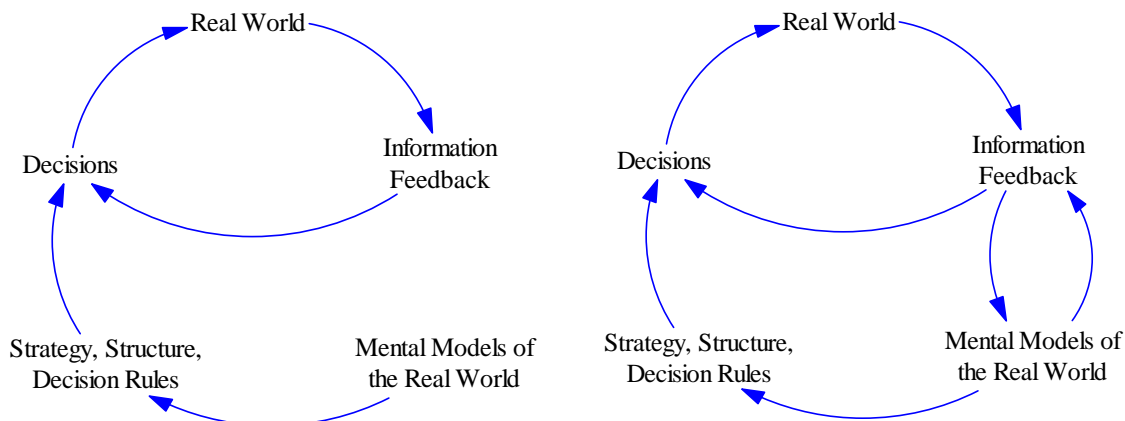 Real World
Information
Feedback
Decisions
Strategy, Structure,
Decision Rules
Mental Models of
the Real World
Real World
Information
Feedback
Decisions
Strategy, Structure,
Decision Rules
Mental Models of
the Real World